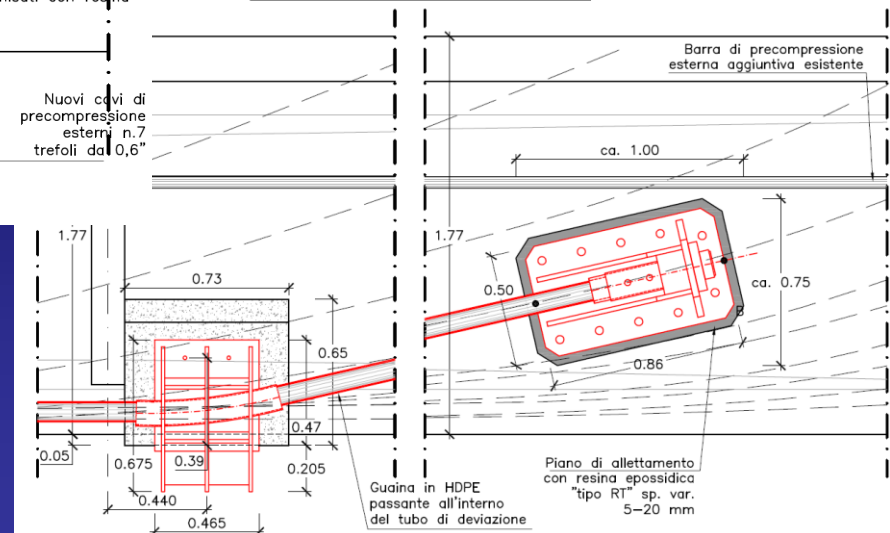 con resina
Nuovi cavi di
precompressione
esterni n.7
trefoli da 0,6"
Barra di precompressione
esterna aggiuntiva esistente
ca. 1.00
1.77
0.73
1.77
0.50
ca. 0.75
B
0.65
0.86
0.47
0.05
0.675
0.39
0.205
0.440
0.465
Guaina in HDPE
passante all'interno
del tubo di deviazione
Piano di allettamento
con resina epossidica
"tipo RT" sp. var.
5-20 mm